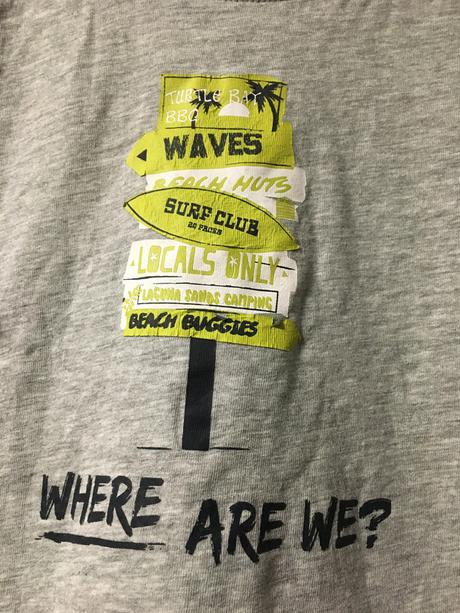 TURTLE BAY
BBQ
WAVES
BEACH HUTS
SURF CLUB
20 PACES
LOCALS ONLY
LAGUNA SANDS CAMPING
BEACH BUGGIES
WHERE ARE WE?